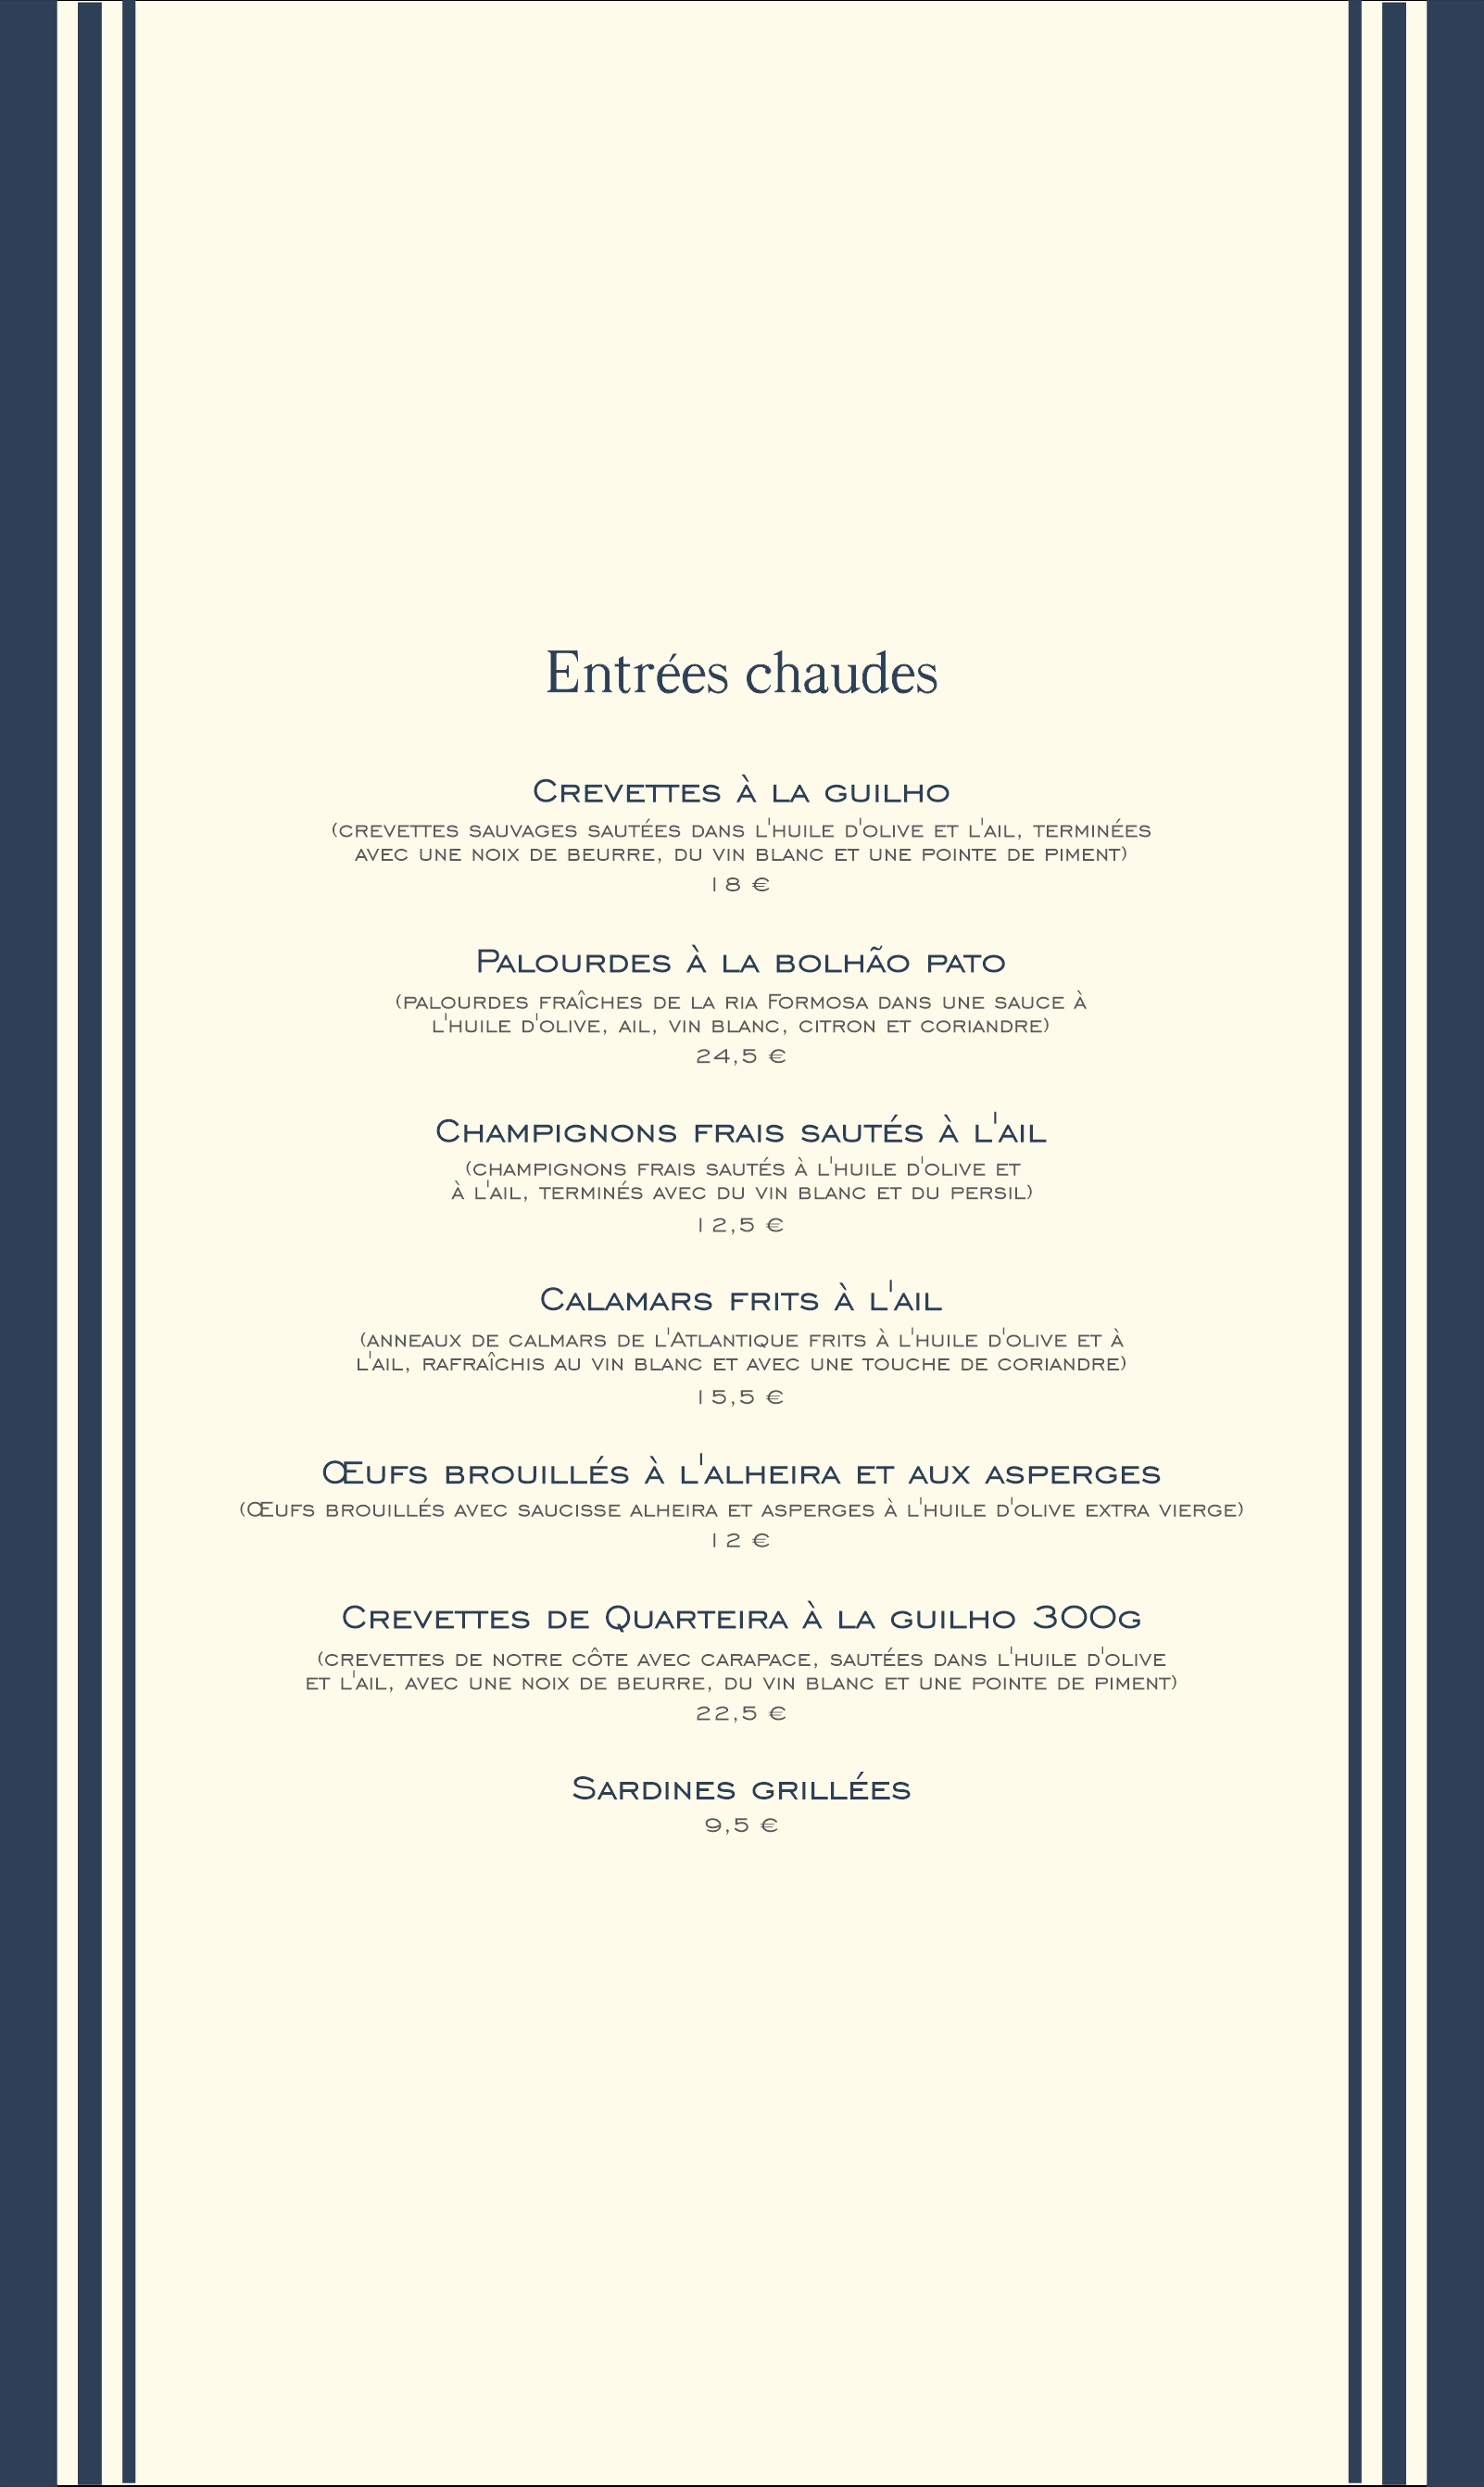 Entrées chaudes
Crevettes à la guilho
(crevettes sauvages sautées dans l'huile d'olive et l'ail, terminées
avec une noix de beurre, du vin blanc et une pointe de piment)
18 €
Palourdes à la bolhão pato
(palourdes fraîches de la ria Formosa dans une sauce à
l'huile d'olive, ail, vin blanc, citron et coriandre)
24,5 €
Champignons frais sautés à l'ail
(champignons frais sautés à l'huile d'olive et
à l'ail, terminés avec du vin blanc et du persil)
12,5 €
Calamars frits à l'ail
(anneaux de calmars de l'Atlantique frits à l'huile d'olive et à
l'ail, rafraîchis au vin blanc et avec une touche de coriandre)
15,5 €
Œufs brouillés à l'alheira et aux asperges
(Œufs brouillés avec saucisse alheira et asperges à l'huile d'olive extra vierge)
12 €
Crevettes de Quarteira à la guilho 300g
(crevettes de notre côte avec carapace, sautées dans l'huile d'olive
et l'ail, avec une noix de beurre, du vin blanc et une pointe de piment)
22,5 €
Sardines grillées
9,5 €